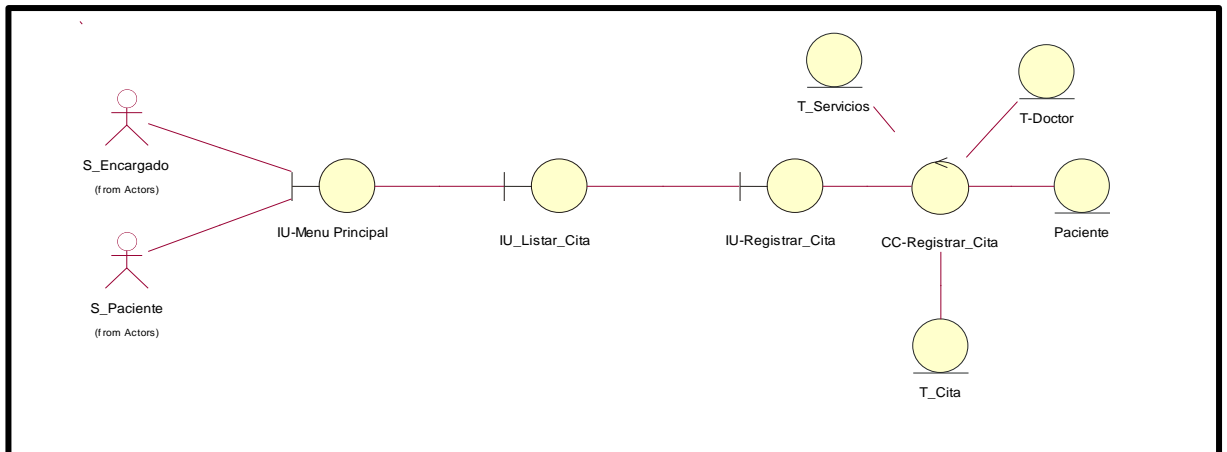 T_Servicios
T-Doctor
S_Encargado
(from Actors)
IU-Menu Principal
IU_Listar_Cita
IU-Registrar_Cita
CC-Registrar_Cita
Paciente
S_Paciente
(from Actors)
T_Cita